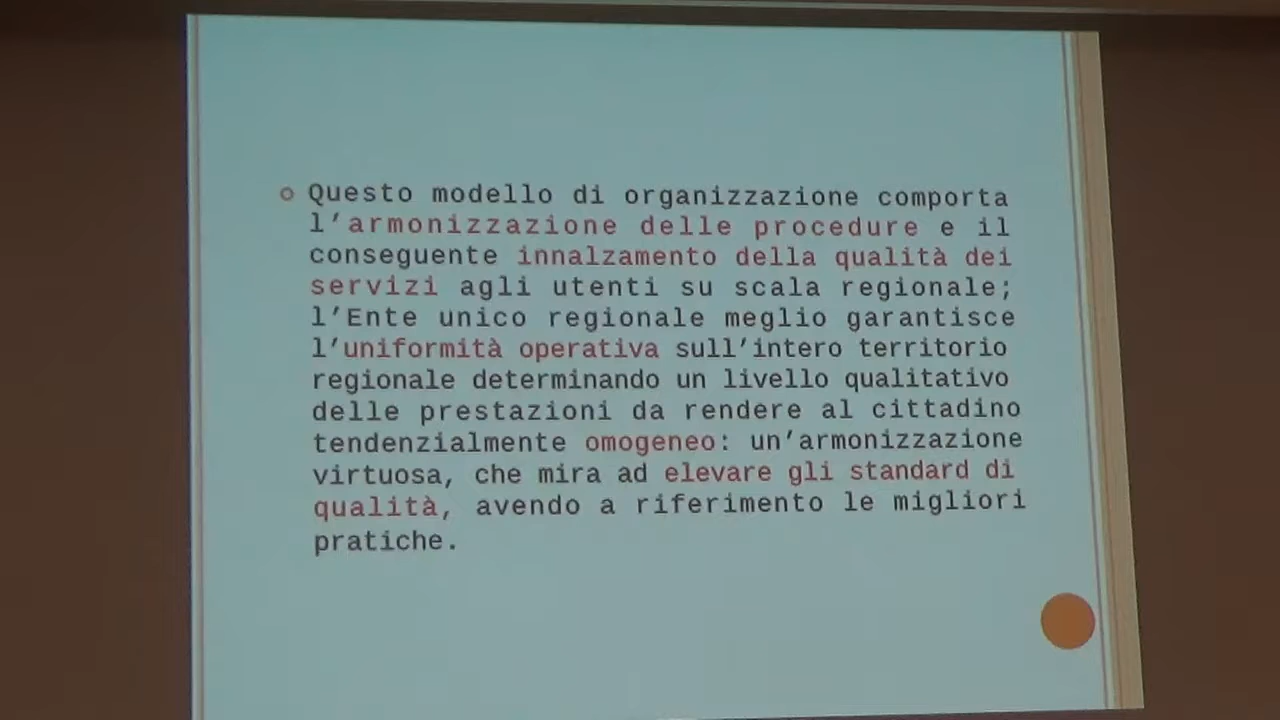 Questo modello di organizzazione comporta
l’armonizzazione delle procedure e il
conseguente innalzamento della qualità dei
servizi agli utenti su scala regionale;
l’Ente unico regionale meglio garantisce
l’uniformità operativa sull’intero territorio
regionale determinando un livello qualitativo
delle prestazioni da rendere al cittadino
tendenzialmente omogeneo: un’armonizzazione
virtuosa, che mira ad elevare gli standard di
qualità, avendo a riferimento le migliori
pratiche.